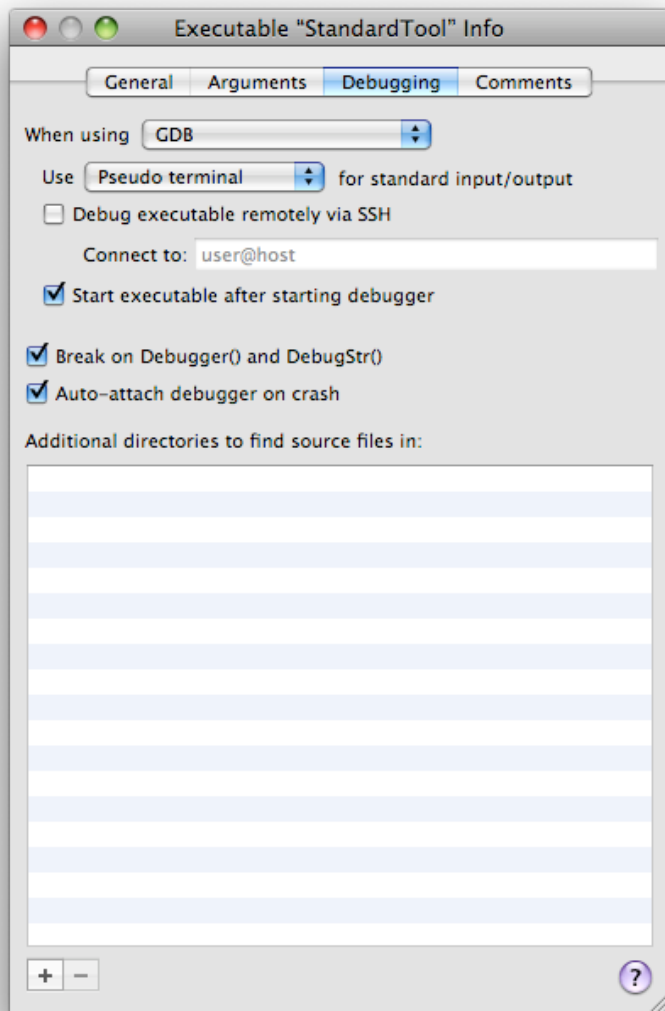 Executable “StandardTool” Info
General Arguments Debugging Comments
When using GDB
Use Pseudo terminal for standard input/output
Debug executable remotely via SSH
Connect to: user@host
Start executable after starting debugger
Break on Debugger() and DebugStr()
Auto-attach debugger on crash
Additional directories to find source files in:
+ − ?